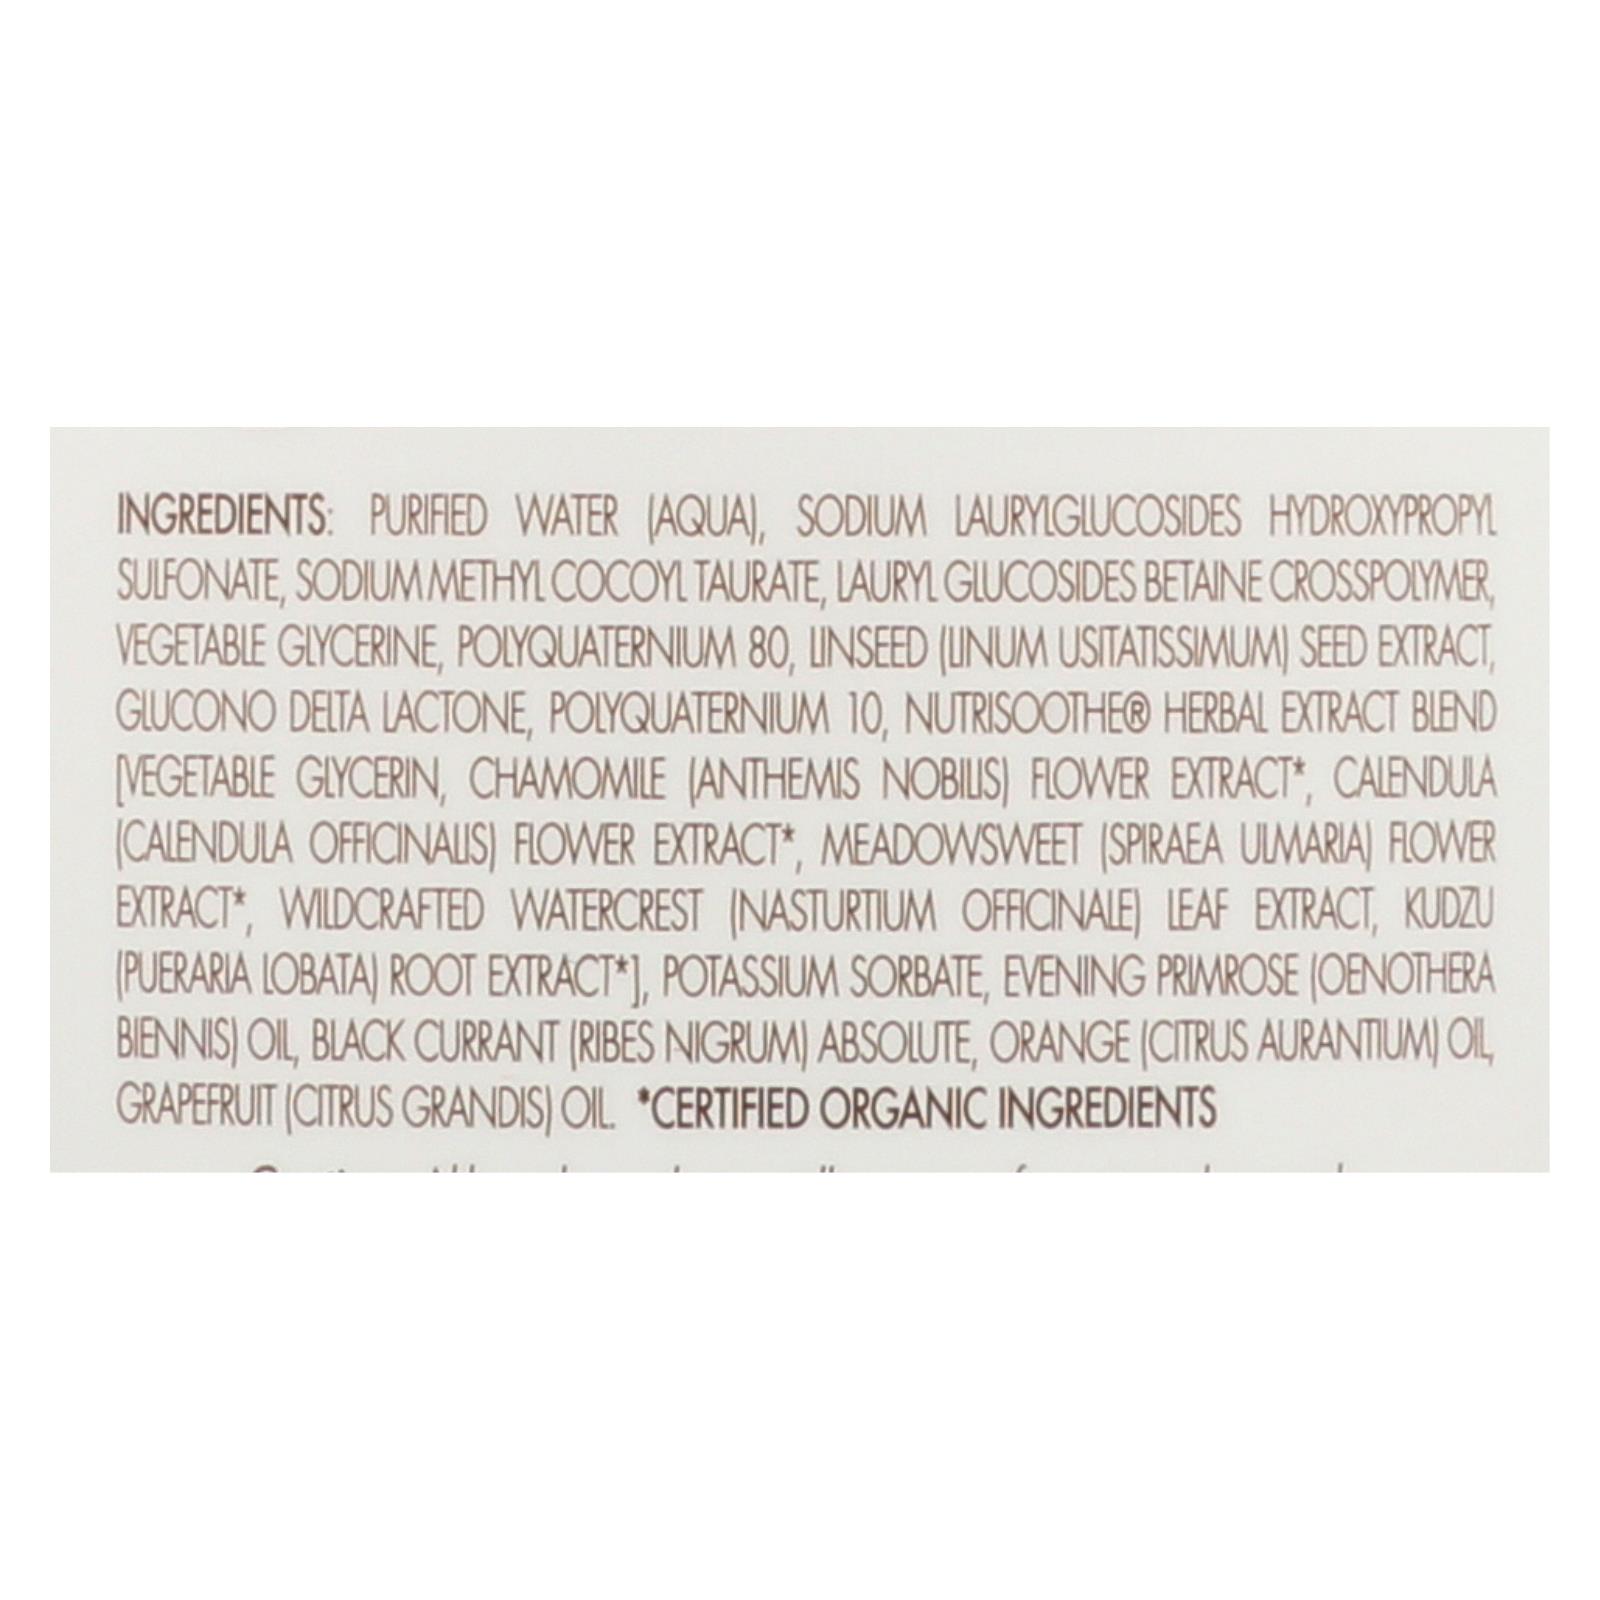 INGREDIENTS: PURIFIED WATER (AQUA), SODIUM LAURYLGLUCOSIDES HYDROXYPROPYL
SULFONATE, SODIUM METHYL COCOYL TAURATE, LAURYL GLUCOSIDES BETAINE CROSSPOLYMER,
VEGETABLE GLYCERINE, POLYQUATERNIUM 80, LINSEED (LINUM USITATISSIMUM) SEED EXTRACT,
GLUCONO DELTA LACTONE, POLYQUATERNIUM 10, NUTRISOOTHE® HERBAL EXTRACT BLEND
[VEGETABLE GLYCERIN, CHAMOMILE (ANTHEMIS NOBILIS) FLOWER EXTRACT*, CALENDULA
(CALENDULA OFFICINALIS) FLOWER EXTRACT*, MEADOWSWEET (SPIRAEA ULMARIA) FLOWER
EXTRACT*, WILDCRAFTED WATERCREST (NASTURTIUM OFFICINALE) LEAF EXTRACT, KUDZU
(PUERARIA LOBATA) ROOT EXTRACT*], POTASSIUM SORBATE, EVENING PRIMROSE (OENOTHERA
BIENNIS) OIL, BLACK CURRANT (RIBES NIGRUM) ABSOLUTE, ORANGE (CITRUS AURANTIUM) OIL,
GRAPEFRUIT (CITRUS GRANDIS) OIL. *CERTIFIED ORGANIC INGREDIENTS